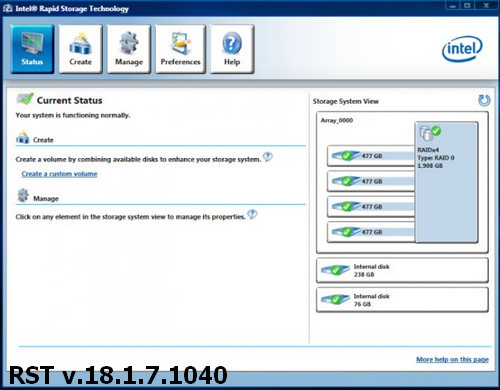 Intel® Rapid Storage Technology
Status
Create
Manage
Preferences
Help
intel
Current Status
Your system is functioning normally.
Create
Create a volume by combining available disks to enhance your storage system.
Create a custom volume
Manage
Click on any element in the storage system view to manage its properties.
Storage System View
Array_0000
477 GB
477 GB
477 GB
477 GB
RAIDx4
Type: RAID 0
1,908 GB
Internal disk
238 GB
Internal disk
76 GB
More help on this page
RST v.18.1.7.1040